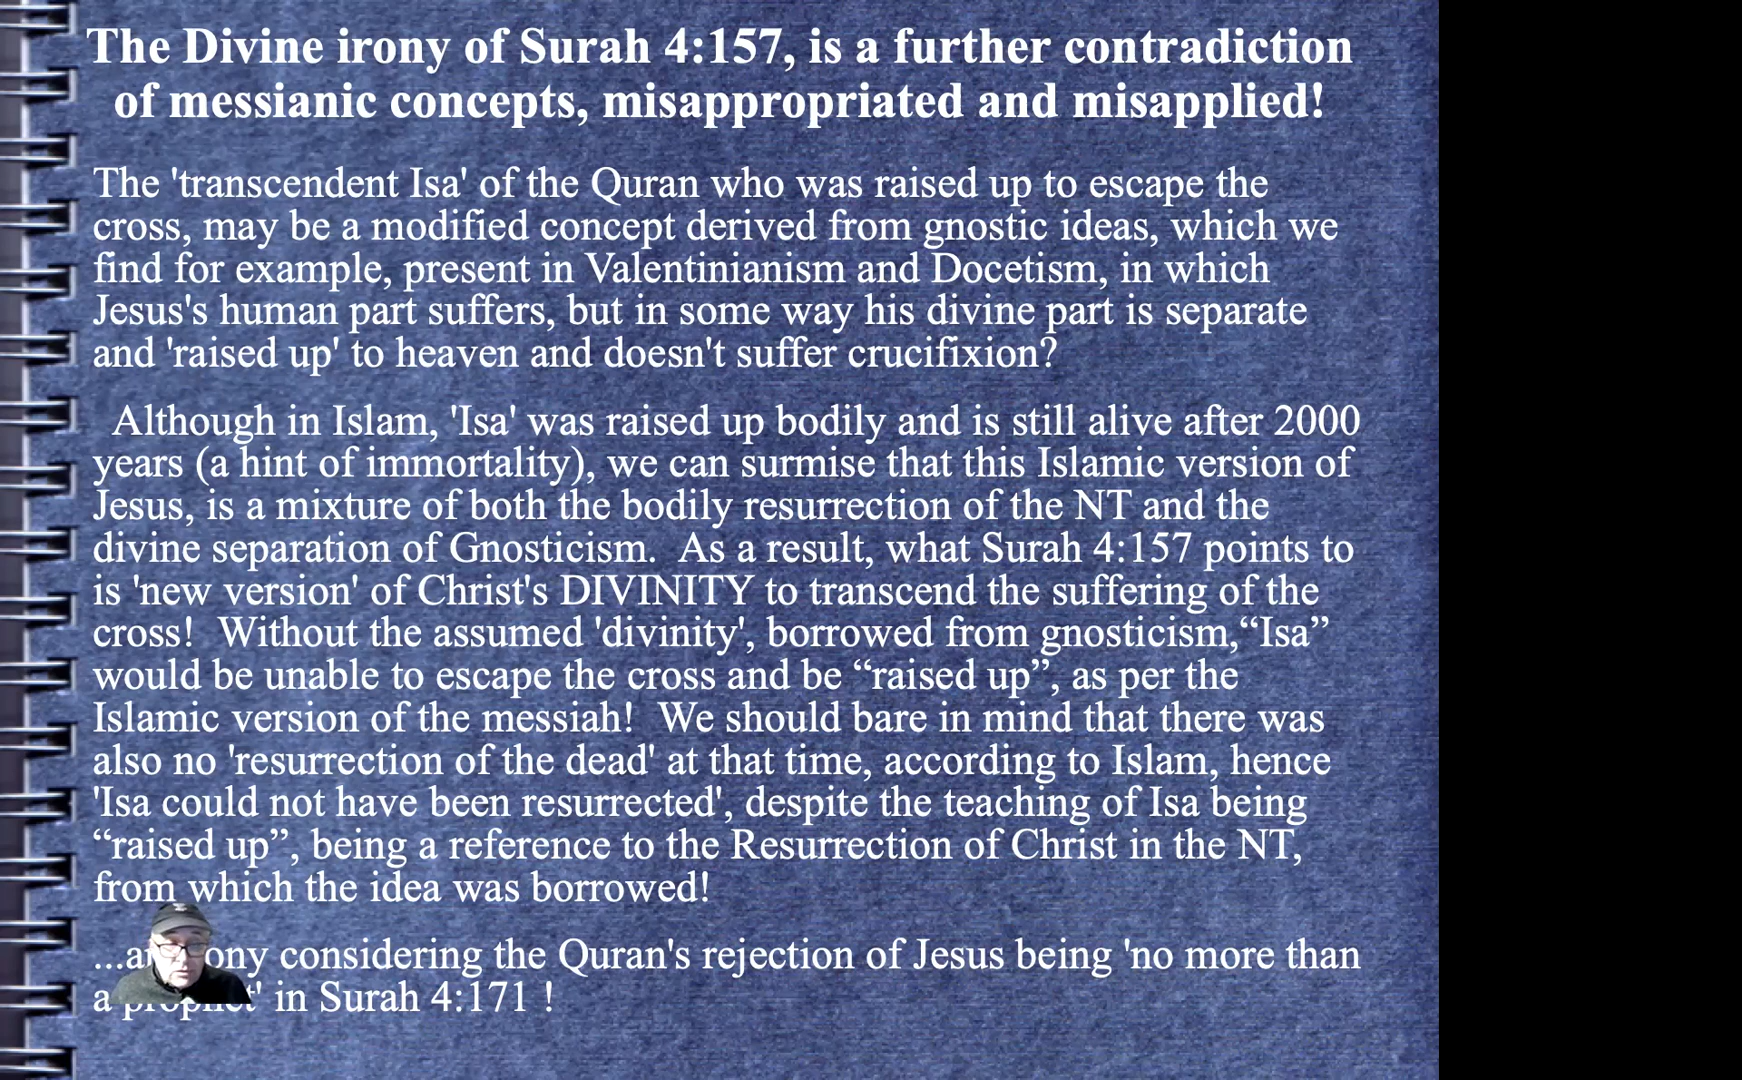 The Divine irony of Surah 4:157, is a further contradiction
of messianic concepts, misappropriated and misapplied!
The 'transcendent Isa' of the Quran who was raised up to escape the
cross, may be a modified concept derived from gnostic ideas, which we
find for example, present in Valentinianism and Docetism, in which
Jesus's human part suffers, but in some way his divine part is separate
and 'raised up' to heaven and doesn't suffer crucifixion?
Although in Islam, 'Isa' was raised up bodily and is still alive after 2000
years (a hint of immortality), we can surmise that this Islamic version of
Jesus, is a mixture of both the bodily resurrection of the NT and the
divine separation of Gnosticism.  As a result, what Surah 4:157 points to
is 'new version' of Christ's DIVINITY to transcend the suffering of the
cross!  Without the assumed 'divinity', borrowed from gnosticism,“Isa”
would be unable to escape the cross and be “raised up”, as per the
Islamic version of the messiah!  We should bare in mind that there was
also no 'resurrection of the dead' at that time, according to Islam, hence
'Isa could not have been resurrected', despite the teaching of Isa being
“raised up”, being a reference to the Resurrection of Christ in the NT,
from which the idea was borrowed!
considering the Quran's rejection of Jesus being 'no more than
a prophet' in Surah 4:171 !